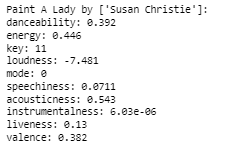 Paint A Lady by ['Susan Christie']:
danceability: 0.392
energy: 0.446
key: 11
loudness: -7.481
mode: 0
speechiness: 0.0711
acousticness: 0.543
instrumentalness: 6.03e-06
liveness: 0.13
valence: 0.382